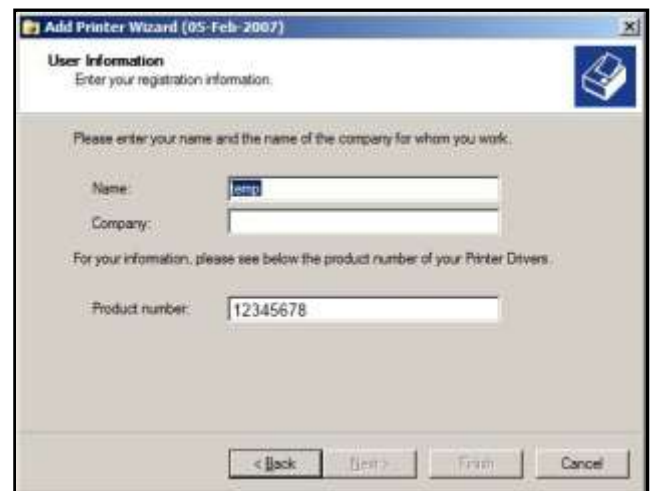 Add Printer Wizard (05-Feb-2007)
User Information
Enter your registration information.
Please enter your name and the name of the company for whom you work.
Name: temp
Company:
For your information, please see below the product number of your Printer Drivers.
Product number: 12345678
< Back Next > Finish Cancel